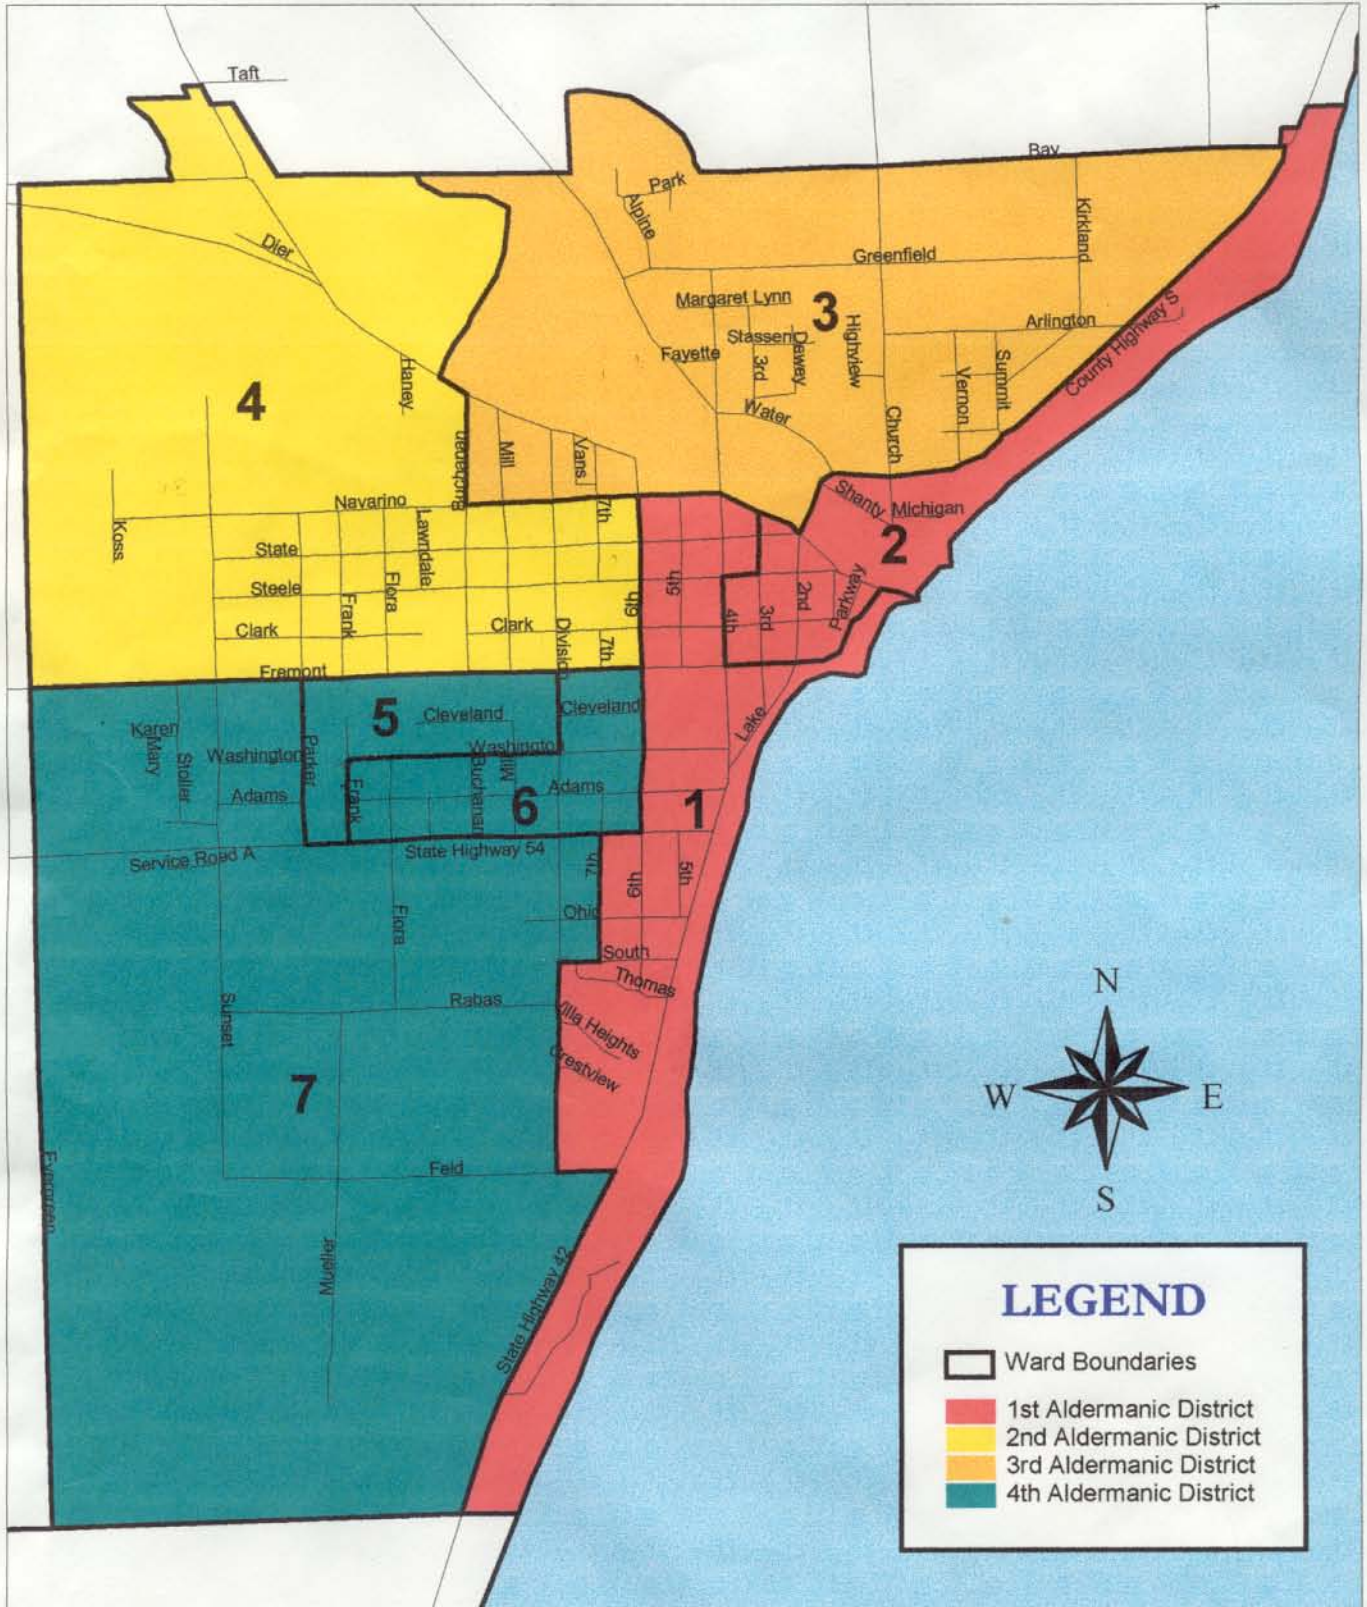 Taft
Bay
Park
Alpine
Kirkland
Dier
Greenfield
Margaret Lynn
3
Highview
Arlington
County Highway S
Stassen
Dewey
Fayette
3rd
Summit
Vernon
Haney
4
Water
Church
Buchanan
Mill
Vans
Navarino
7th
Shanty
Michigan
Koss
Lawndale
State
2
5th
Steele
Flora
Frank
6th
2nd
Parkway
4th
3rd
Clark
Clark
Division
7th
Fremont
5
Cleveland
Cleveland
Karen
Mary
Lake
Washington
Parker
Washington
Stoller
Buchanan
Mill
Adams
Frank
6
Adams
1
Service Road A
State Highway 54
7th
5th
6th
Flora
Ohio
South
Thomas
Sunset
Rabas
Villa Heights
Crestview
7
Feld
Evergreen
Mueller
State Highway 42
N
W
E
S
LEGEND
Ward Boundaries
1st Aldermanic District
2nd Aldermanic District
3rd Aldermanic District
4th Aldermanic District